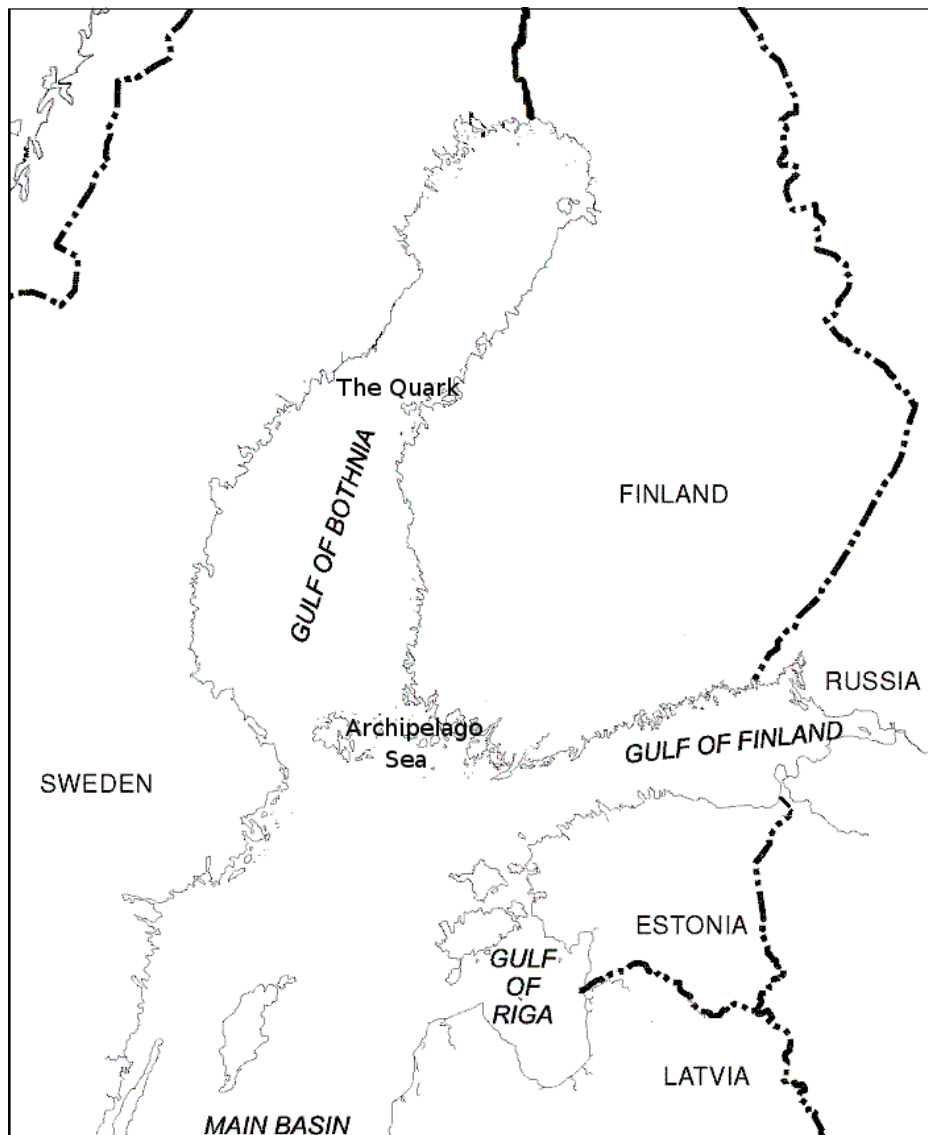 The Quark
GULF OF BOTHNIA
FINLAND
RUSSIA
Archipelago
Sea
GULF OF FINLAND
SWEDEN
ESTONIA
GULF
OF
RIGA
LATVIA
MAIN BASIN